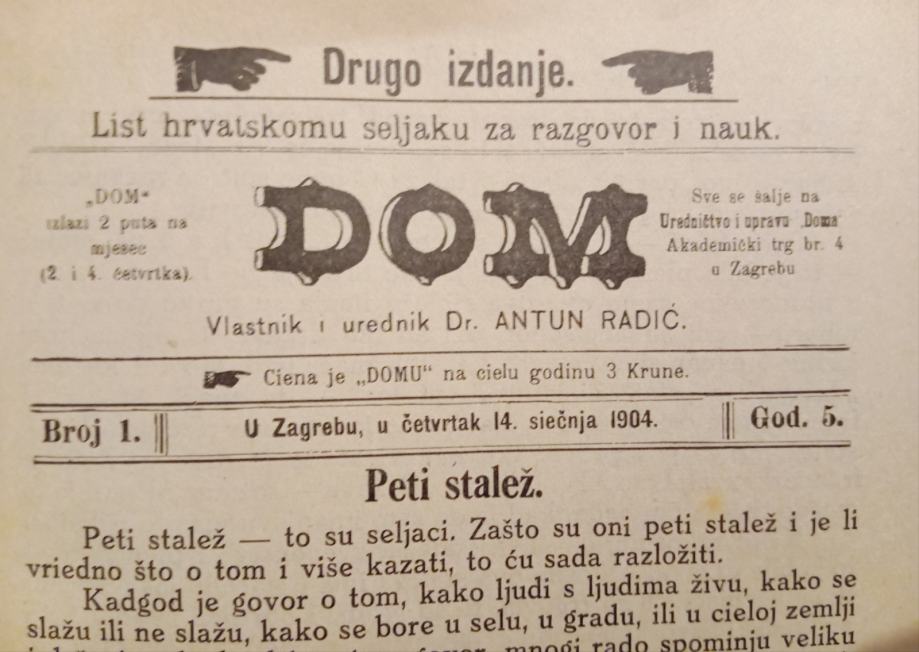 Drugo izdanje.
List hrvatskomu seljaku za razgovor i nauk.
„DOM“
izlazi 2 puta na
mjesec
(2. i 4. četvrtka).
DOM
Sve se šalje na
Uredničtvo i upravu „Doma“
Akademički trg br. 4
u Zagrebu
Vlastnik i urednik Dr. ANTUN RADIĆ.
Ciena je „DOMU“ na cielu godinu 3 Krune.
Broj 1.
U Zagrebu, u četvrtak 14. siečnja 1904.
God. 5.
Peti stalež.
Peti stalež — to su seljaci. Zašto su oni peti stalež i je li
vriedno što o tom i više kazati, to ću sada razložiti.
Kadgod je govor o tom, kako ljudi s ljudima živu, kako se
slažu ili ne slažu, kako se bore u selu, u gradu, ili u cieloj zemlji
mnogi rado spominju veliku